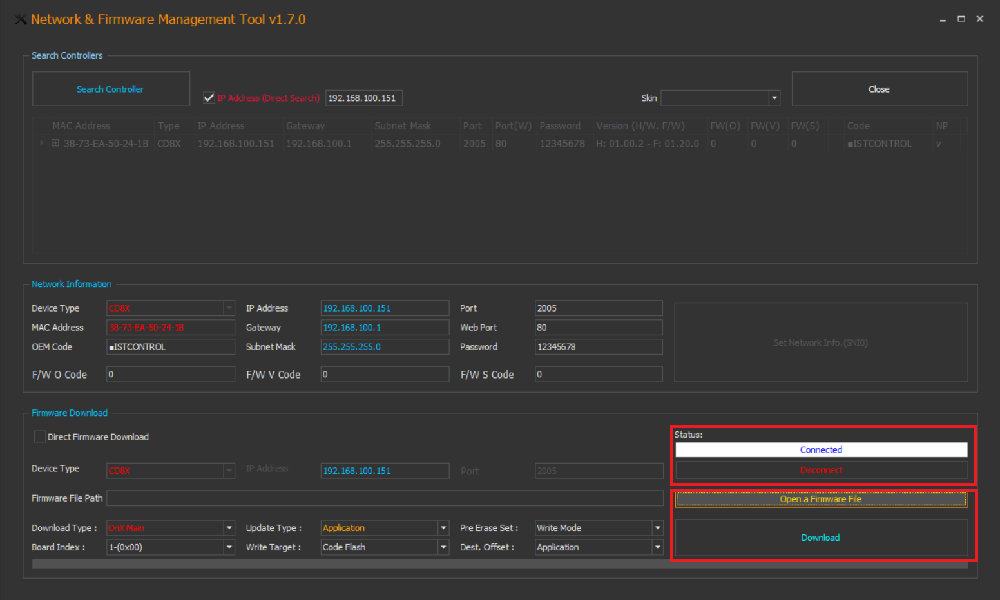 Network & Firmware Management Tool v1.7.0
Search Controllers
Search Controller
IP Address (Direct Search) 192.168.100.151
Skin
Close
MAC Address Type IP Address Gateway Subnet Mask Port Port(W) Password Version (H/W. F/W) FW(O) FW(V) FW(S) Code NP
38-73-EA-50-24-1B CD8X 192.168.100.151 192.168.100.1 255.255.255.0 2005 80 12345678 H: 01.00.2 - F: 01.20.0 0 0 0 ■ISTCONTROL v
Network Information
Device Type CD8X IP Address 192.168.100.151 Port 2005
MAC Address 38-73-EA-50-24-1B Gateway 192.168.100.1 Web Port 80
OEM Code ■ISTCONTROL Subnet Mask 255.255.255.0 Password 12345678
Set Network Info.(SNI0)
F/W O Code 0 F/W V Code 0 F/W S Code 0
Firmware Download
Direct Firmware Download
Status:
Connected
Disconnect
Device Type CD8X IP Address 192.168.100.151 Port 2005
Firmware File Path
Open a Firmware File
Download Type : DnX Main Update Type : Application Pre Erase Set : Write Mode
Board Index : 1-(0x00) Write Target : Code Flash Dest. Offset : Application
Download